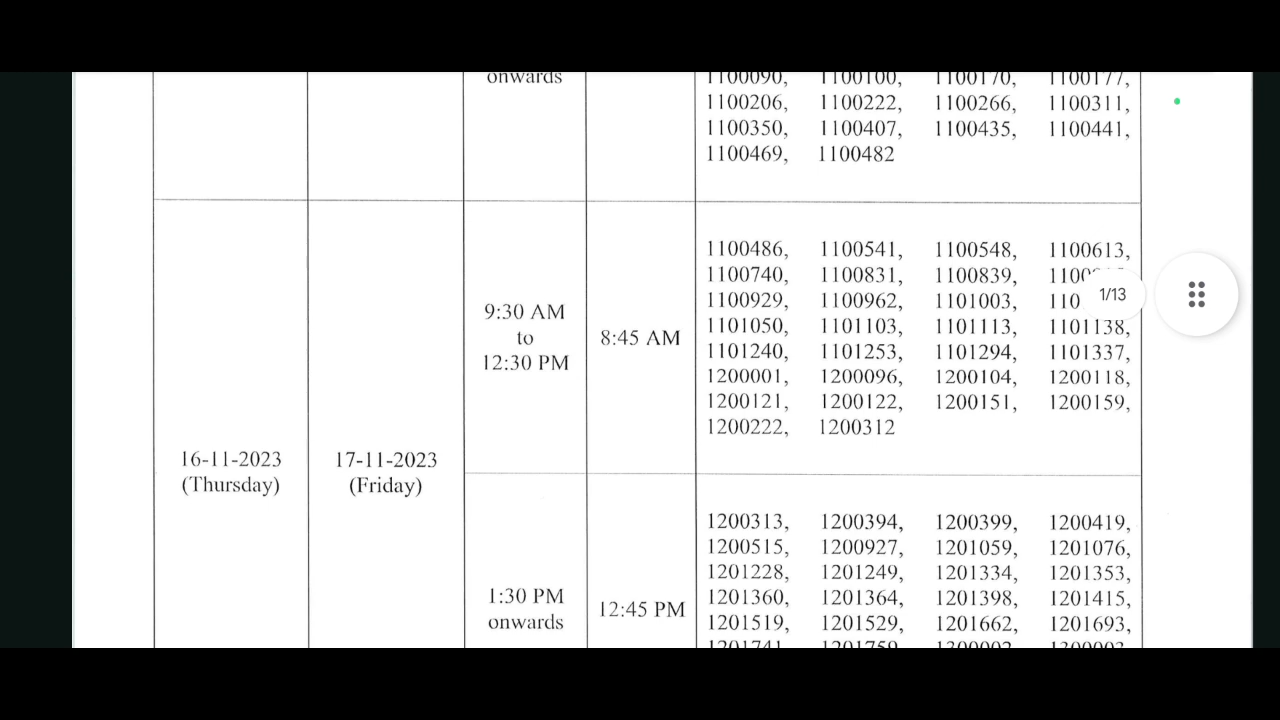 onwards
1100090, 1100100, 1100170, 1100177,
1100206, 1100222, 1100266, 1100311,
1100350, 1100407, 1100435, 1100441,
1100469, 1100482
16-11-2023
(Thursday)
17-11-2023
(Friday)
9:30 AM
to
12:30 PM
8:45 AM
1100486, 1100541, 1100548, 1100613,
1100740, 1100831, 1100839,
1100929, 1100962, 1101003,
1101050, 1101103, 1101113, 1101138,
1101240, 1101253, 1101294, 1101337,
1200001, 1200096, 1200104, 1200118,
1200121, 1200122, 1200151, 1200159,
1200222, 1200312
1/13
1:30 PM
onwards
12:45 PM
1200313, 1200394, 1200399, 1200419,
1200515, 1200927, 1201059, 1201076,
1201228, 1201249, 1201334, 1201353,
1201360, 1201364, 1201398, 1201415,
1201519, 1201529, 1201662, 1201693,